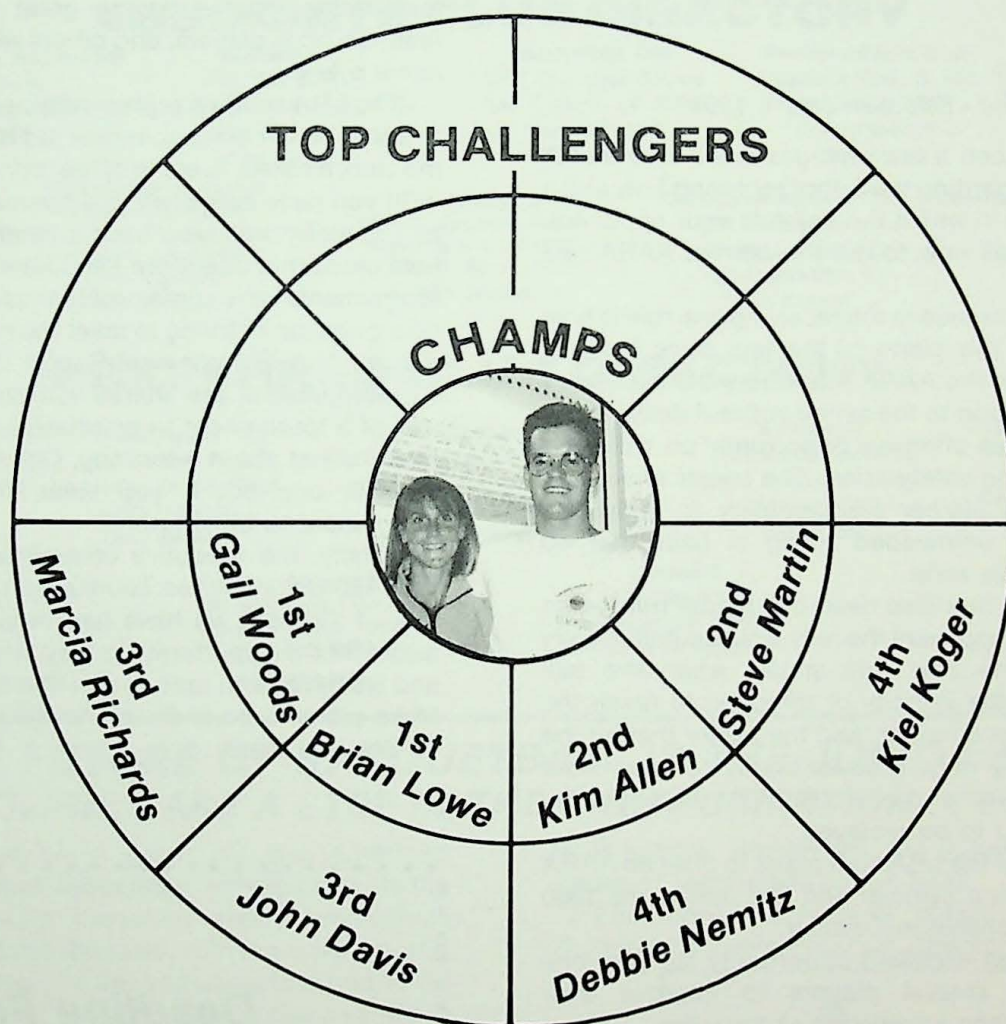 TOP CHALLENGERS
CHAMPS
1st
Gail Woods
1st
Brian Lowe
2nd
Kim Allen
2nd
Steve Martin
3rd
Marcia Richards
3rd
John Davis
4th
Debbie Nemitz
4th
Kiel Koger